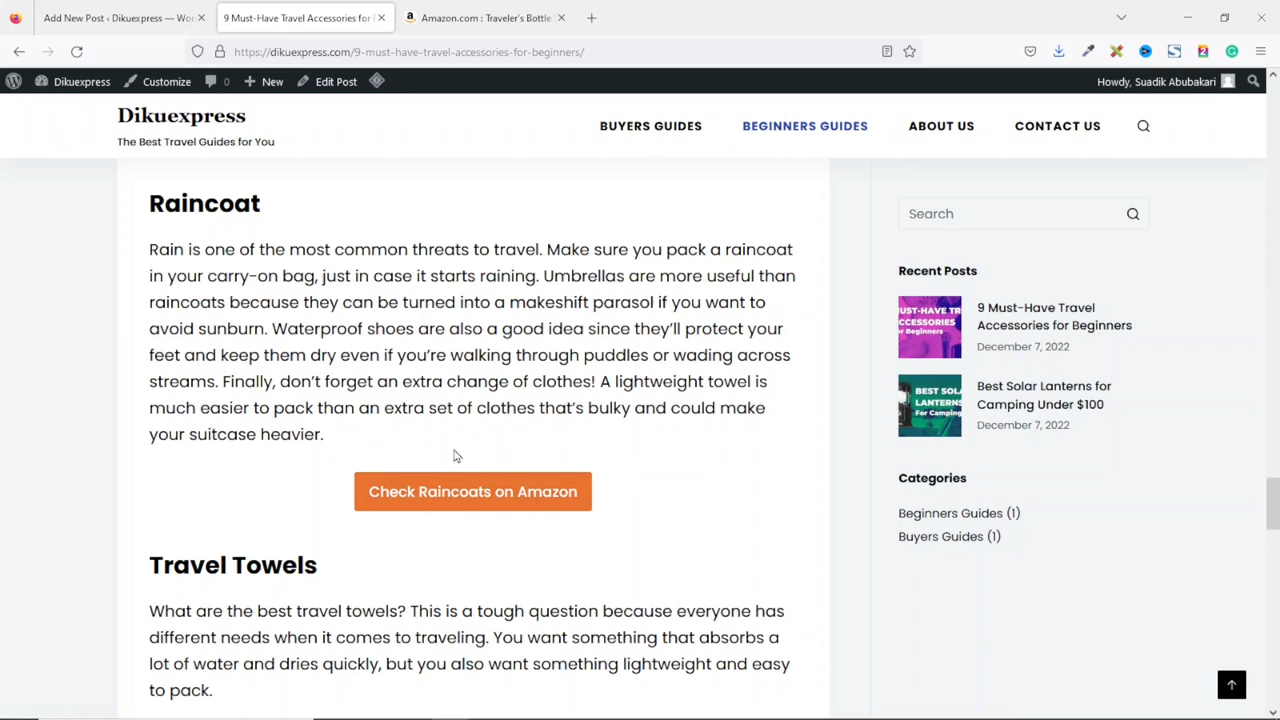 Add New Post ‹ Dikuexpress — Wor
9 Must-Have Travel Accessories for
Amazon.com : Traveler's Bottle
https://dikuexpress.com/9-must-have-travel-accessories-for-beginners/
Dikuexpress
Customize
0
New
Edit Post
Howdy, Suadik Abubakari
Dikuexpress
The Best Travel Guides for You
BUYERS GUIDES
BEGINNERS GUIDES
ABOUT US
CONTACT US
Raincoat
Rain is one of the most common threats to travel. Make sure you pack a raincoat
in your carry-on bag, just in case it starts raining. Umbrellas are more useful than
raincoats because they can be turned into a makeshift parasol if you want to
avoid sunburn. Waterproof shoes are also a good idea since they'll protect your
feet and keep them dry even if you're walking through puddles or wading across
streams. Finally, don't forget an extra change of clothes! A lightweight towel is
much easier to pack than an extra set of clothes that's bulky and could make
your suitcase heavier.
Check Raincoats on Amazon
Travel Towels
What are the best travel towels? This is a tough question because everyone has
different needs when it comes to traveling. You want something that absorbs a
lot of water and dries quickly, but you also want something lightweight and easy
to pack.
Search
Recent Posts
9 Must-Have Travel
Accessories for Beginners
December 7, 2022
Best Solar Lanterns for
Camping Under $100
December 7, 2022
Categories
Beginners Guides (1)
Buyers Guides (1)